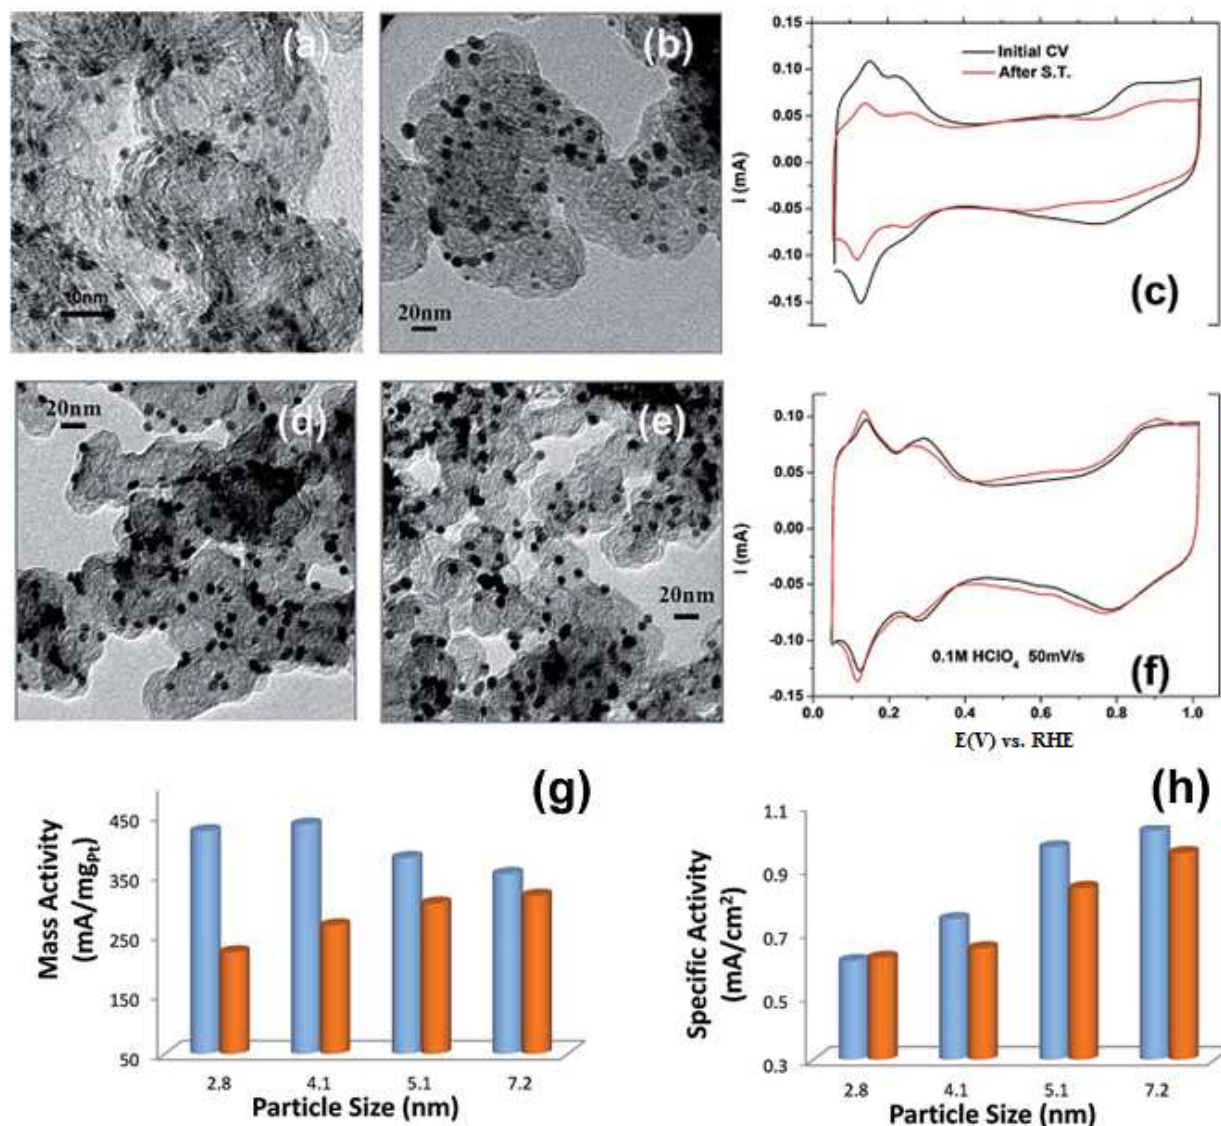 (a)
10nm
(b)
20nm
0.15
0.10
0.05
0.00
-0.05
-0.10
-0.15
I (mA)
Initial CV
After S.T.
(c)
20nm
(d)
(e)
20nm
0.10
0.05
0.00
-0.05
-0.10
-0.15
I (mA)
0.1M HClO4 50mV/s
(f)
0.0 0.2 0.4 0.6 0.8 1.0
E(V) vs. RHE
(g)
Mass Activity
(mA/mgPt)
450
350
250
150
50
2.8 4.1 5.1 7.2
Particle Size (nm)
(h)
Specific Activity
(mA/cm2)
1.1
0.9
0.7
0.5
0.3
2.8 4.1 5.1 7.2
Particle Size (nm)